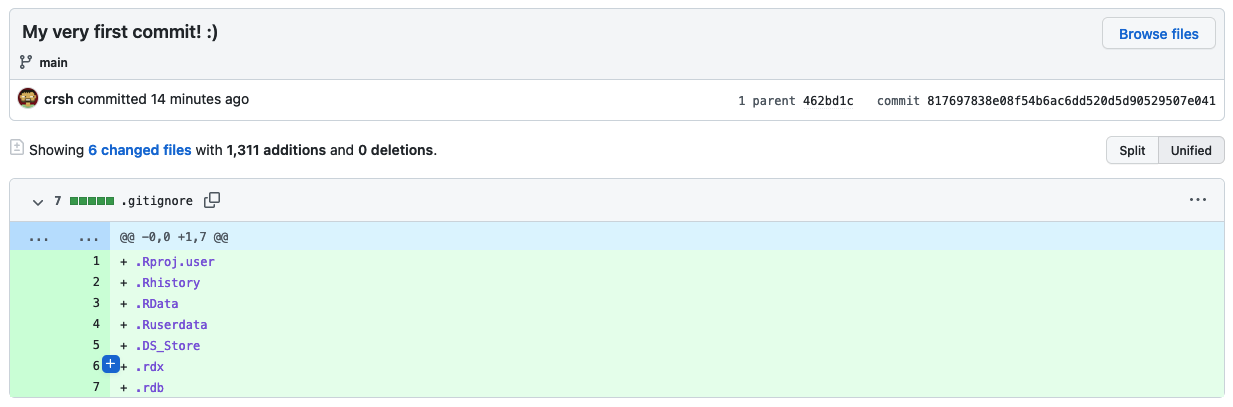 My very first commit! :)
Browse files
main
crsh committed 14 minutes ago
1 parent 462bd1c commit 817697838e08f54b6ac6dd520d5d90529507e041
Showing 6 changed files with 1,311 additions and 0 deletions.
Split Unified
7 .gitignore
... ... @@ -0,0 +1,7 @@
1 + .Rproj.user
2 + .Rhistory
3 + .RData
4 + .Ruserdata
5 + .DS_Store
6 + .rdx
7 + .rdb